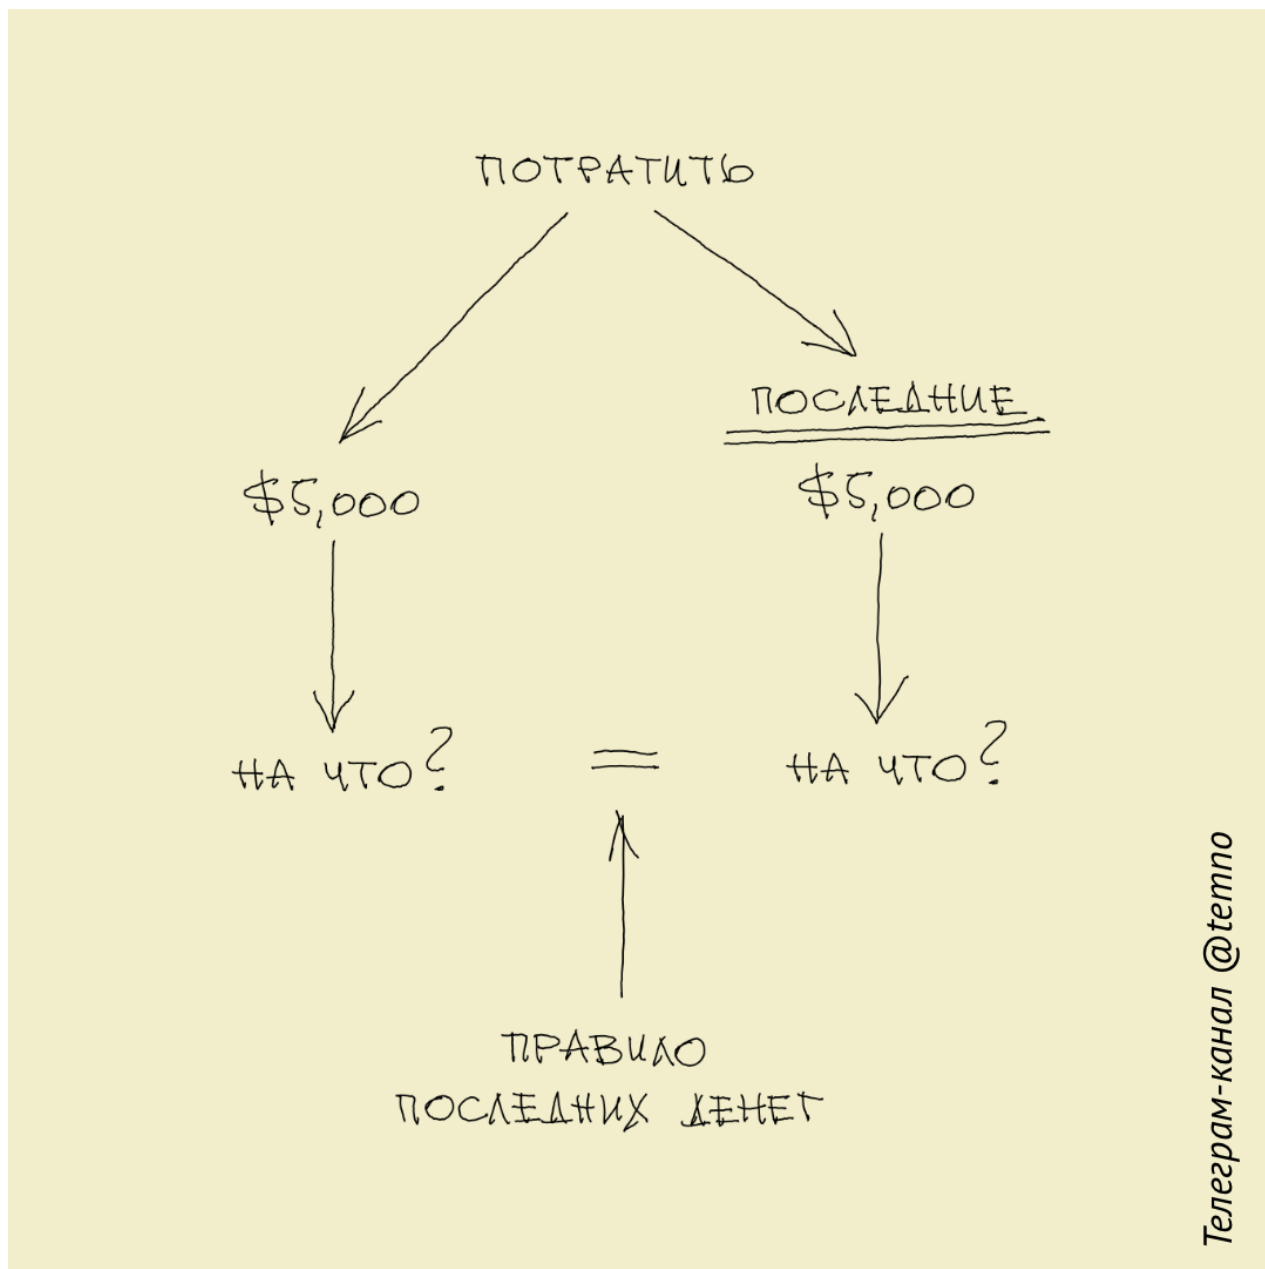 ПОТРАТИТЬ
ПОСЛЕДНИЕ
$5,000
$5,000
НА ЧТО?
=
НА ЧТО?
ПРАВИЛО
ПОСЛЕДНИХ ДЕНЕГ
Телеграм-канал @temno